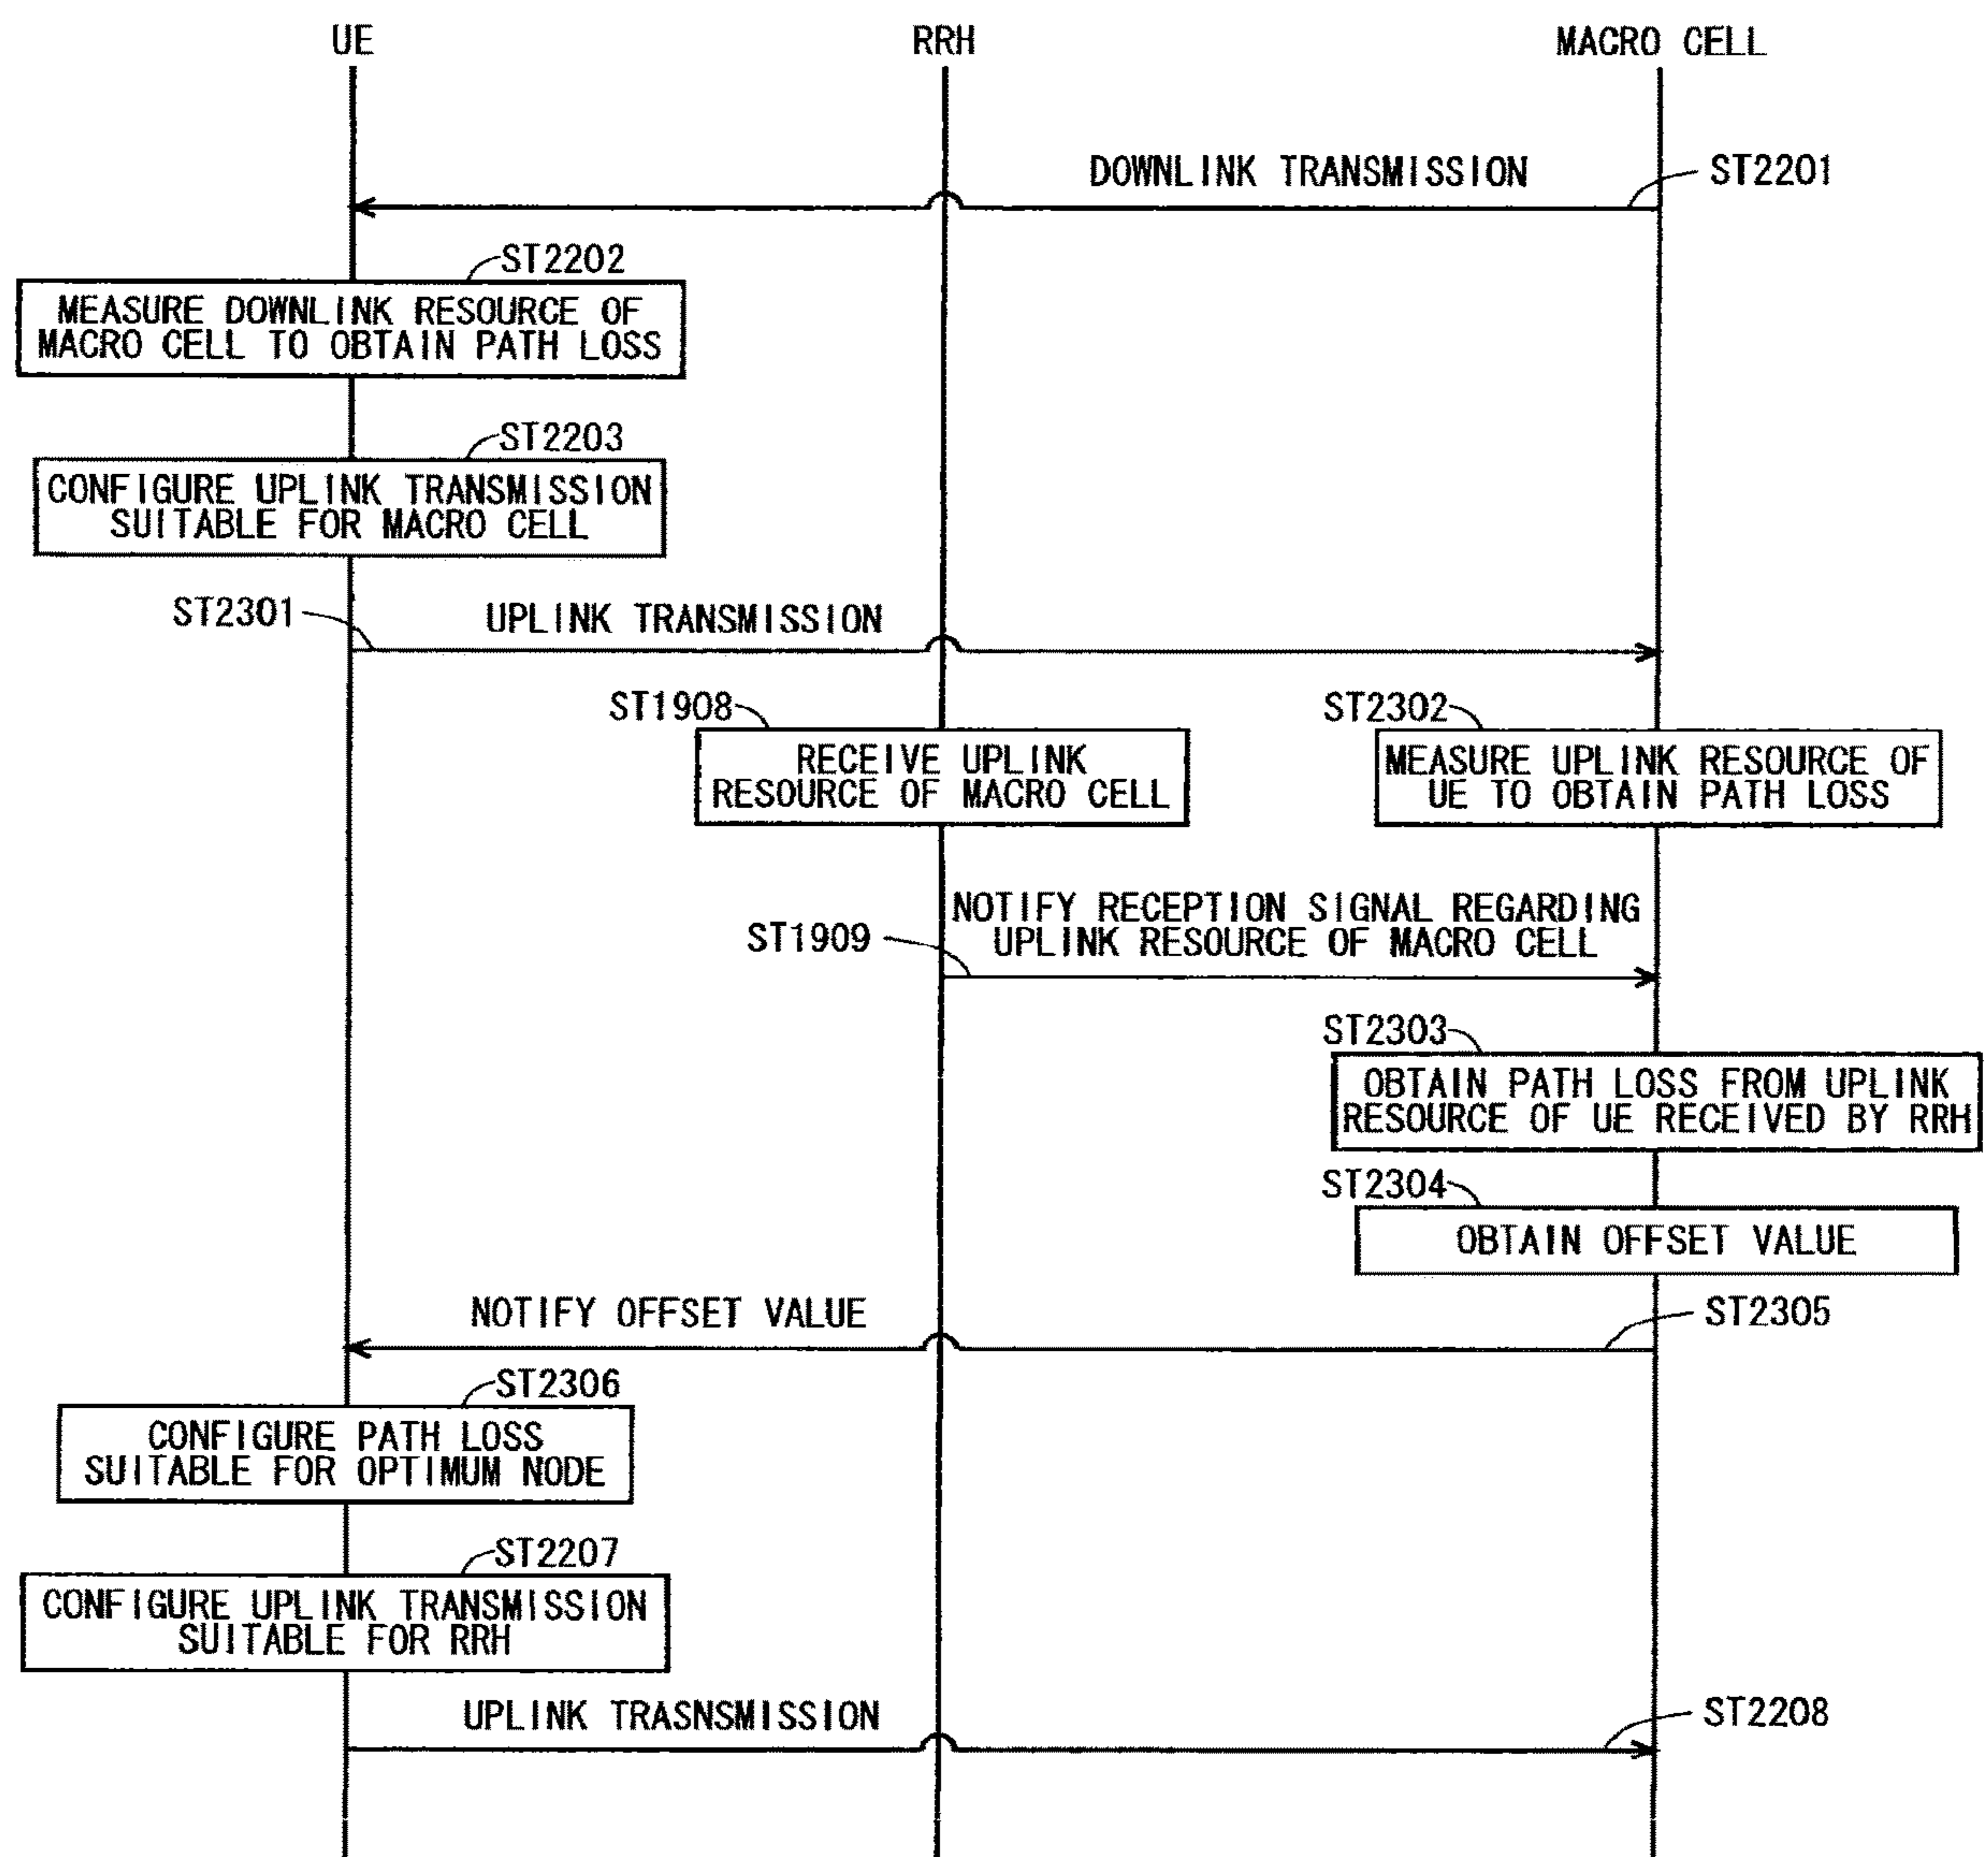 UE
RRH
MACRO CELL
DOWNLINK TRANSMISSION
ST2201
ST2202
MEASURE DOWNLINK RESOURCE OF
MACRO CELL TO OBTAIN PATH LOSS
ST2203
CONFIGURE UPLINK TRANSMISSION
SUITABLE FOR MACRO CELL
ST2301
UPLINK TRANSMISSION
ST1908
RECEIVE UPLINK
RESOURCE OF MACRO CELL
ST2302
MEASURE UPLINK RESOURCE OF
UE TO OBTAIN PATH LOSS
NOTIFY RECEPTION SIGNAL REGARDING
UPLINK RESOURCE OF MACRO CELL
ST1909
ST2303
OBTAIN PATH LOSS FROM UPLINK
RESOURCE OF UE RECEIVED BY RRH
ST2304
OBTAIN OFFSET VALUE
NOTIFY OFFSET VALUE
ST2305
ST2306
CONFIGURE PATH LOSS
SUITABLE FOR OPTIMUM NODE
ST2207
CONFIGURE UPLINK TRANSMISSION
SUITABLE FOR RRH
UPLINK TRASNSMISSION
ST2208